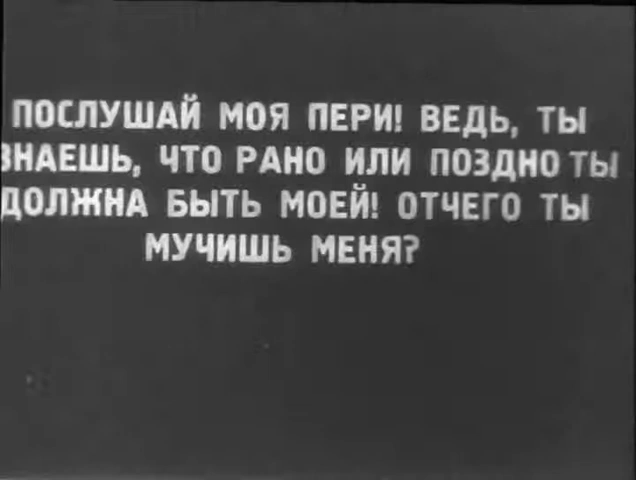 ПОСЛУШАЙ МОЯ ПЕРИ! ВЕДЬ, ТЫ
ЗНАЕШЬ, ЧТО РАНО ИЛИ ПОЗДНО ТЫ
ДОЛЖНА БЫТЬ МОЕЙ! ОТЧЕГО ТЫ
МУЧИШЬ МЕНЯ?